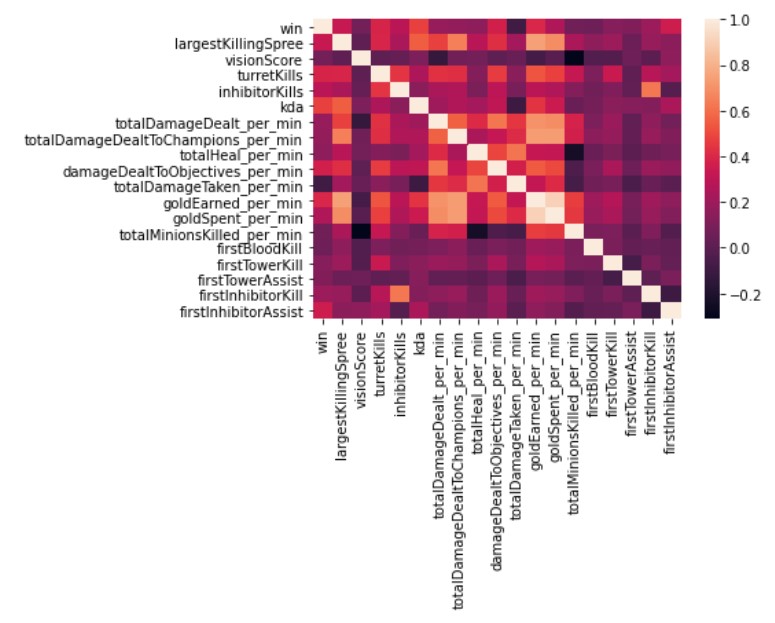 win
largestKillingSpree
visionScore
turretKills
inhibitorKills
kda
totalDamageDealt_per_min
totalDamageDealtToChampions_per_min
totalHeal_per_min
damageDealtToObjectives_per_min
totalDamageTaken_per_min
goldEarned_per_min
goldSpent_per_min
totalMinionsKilled_per_min
firstBloodKill
firstTowerKill
firstTowerAssist
firstInhibitorKill
firstInhibitorAssist
win
largestKillingSpree
visionScore
turretKills
inhibitorKills
kda
totalDamageDealt_per_min
totalDamageDealtToChampions_per_min
totalHeal_per_min
damageDealtToObjectives_per_min
totalDamageTaken_per_min
goldEarned_per_min
goldSpent_per_min
totalMinionsKilled_per_min
firstBloodKill
firstTowerKill
firstTowerAssist
firstInhibitorKill
firstInhibitorAssist
1.0
0.8
0.6
0.4
0.2
0.0
−0.2